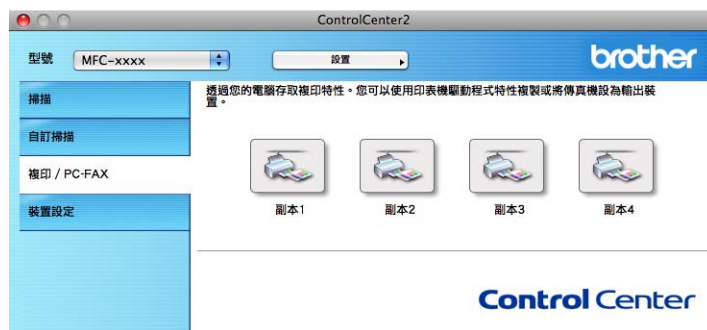 ControlCenter2
型號 MFC-xxxx 設置 brother
掃描
自訂掃描
複印 / PC-FAX
裝置設定
透過您的電腦存取複印特性。您可以使用印表機驅動程式特性複製或將傳真機設為輸出裝
置。
副本1 副本2 副本3 副本4
Control Center